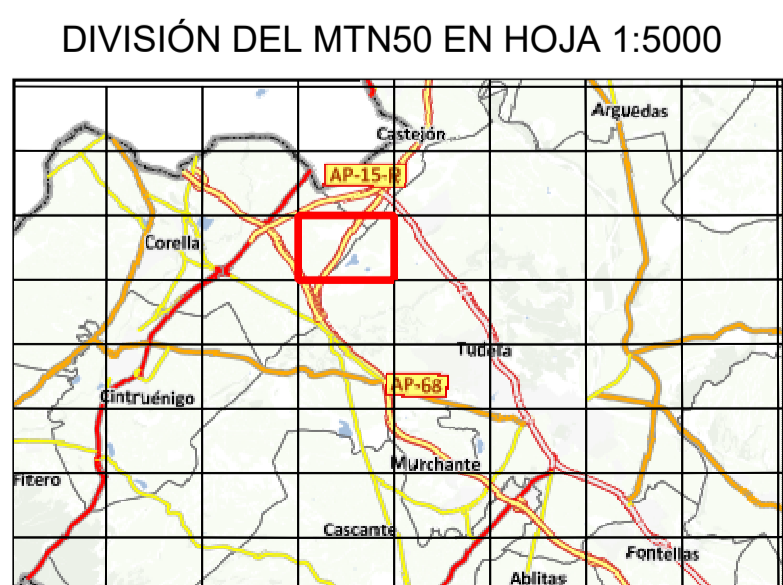 DIVISIÓN DEL MTN50 EN HOJA 1:5000
Arguedas
Castejón
AP-15-R
Corella
Tudela
AP-68
Cintruénigo
Murchante
Fitero
Cascante
Fontellas
Ablitas